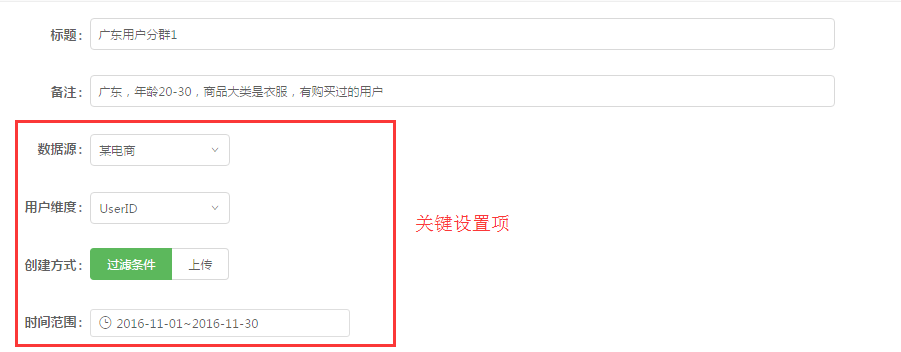 标题： 广东用户分群1
备注： 广东，年龄20-30，商品大类是衣服，有购买过的用户
数据源： 某电商
用户维度： UserID
关键设置项
创建方式： 过滤条件 上传
时间范围： 2016-11-01~2016-11-30